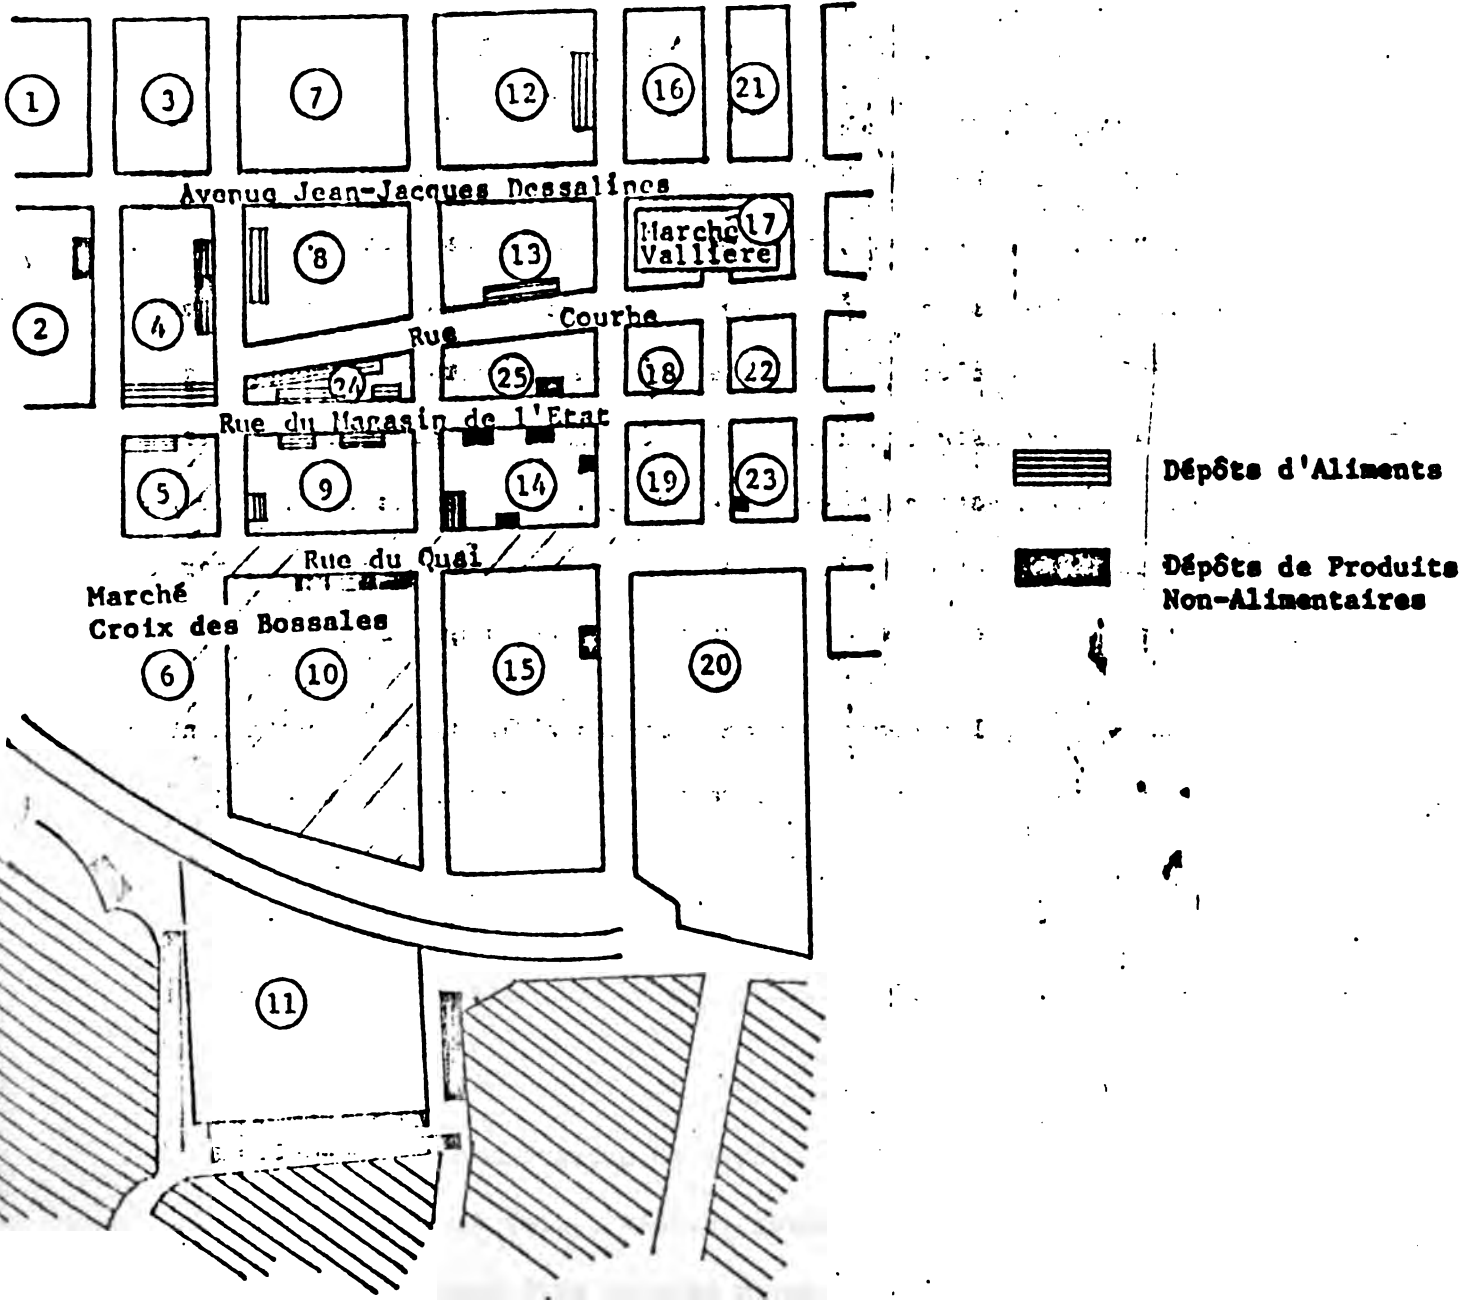 1
3
7
12
16
21
Avenue Jean-Jacques Dessalines
2
4
8
13
Marché
Vallière
17
Rue Courbe
24
25
18
22
Rue du Magasin de l'Etat
5
9
14
19
23
Dépôts d'Aliments
Rue du Quai
Dépôts de Produits
Non-Alimentaires
Marché
Croix des Bossales
6
10
15
20
11